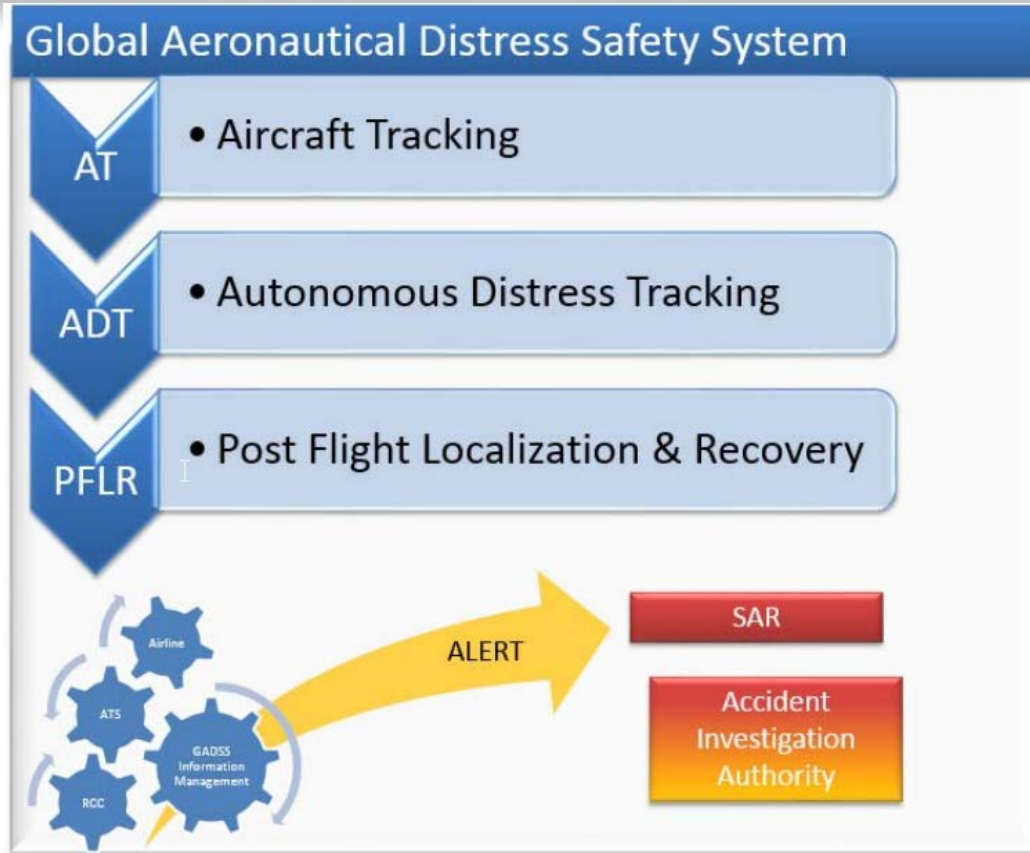 Global Aeronautical Distress Safety System
AT
• Aircraft Tracking
ADT
• Autonomous Distress Tracking
PFLR
• Post Flight Localization & Recovery
Airline
ATS
GADSS
Information
Management
RCC
ALERT
SAR
Accident
Investigation
Authority